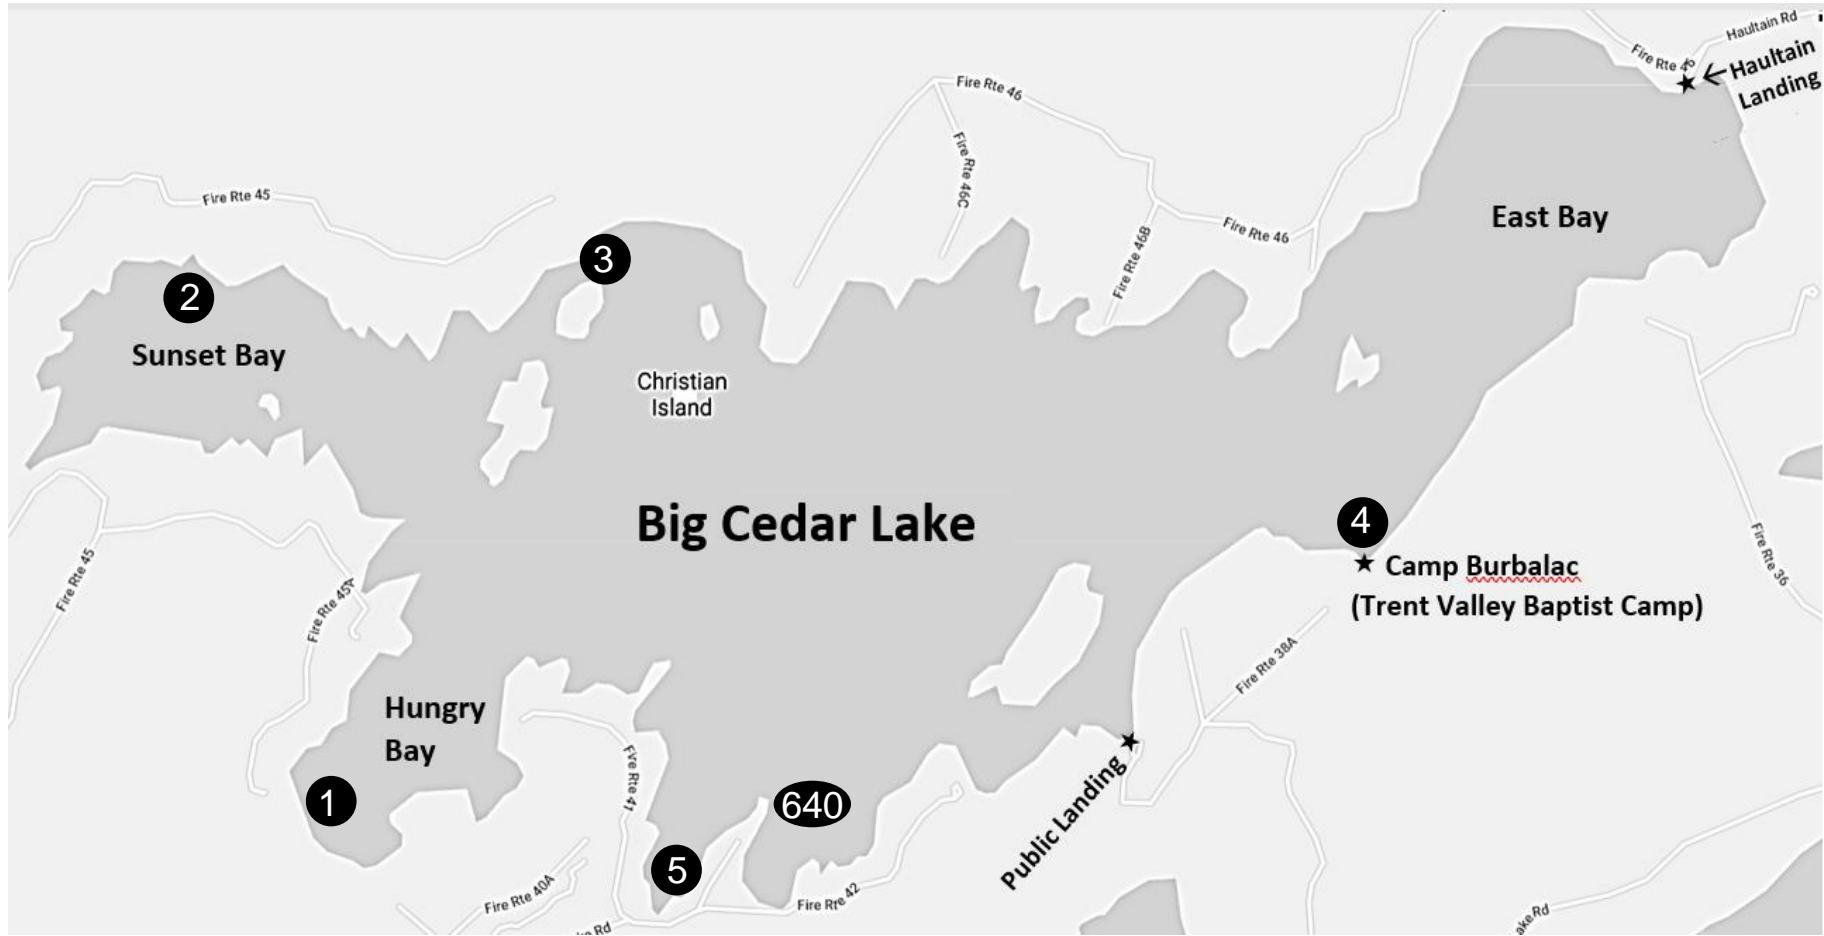 Haultain Rd
Fire Rte 46
Haultain
Landing
Fire Rte 46
Fire Rte 46C
Fire Rte 45
East Bay
Fire Rte 46
Fire Rte 46B
3
2
Sunset Bay
Christian
Island
Big Cedar Lake
4
Camp Burbalac
(Trent Valley Baptist Camp)
Fire Rte 36
Fire Rte 45
Fire Rte 45A
Fire Rte 38A
Hungry
Bay
Fire Rte 41
1
640
Public Landing
5
Fire Rte 40A
Fire Rte 42
Rd
Rd